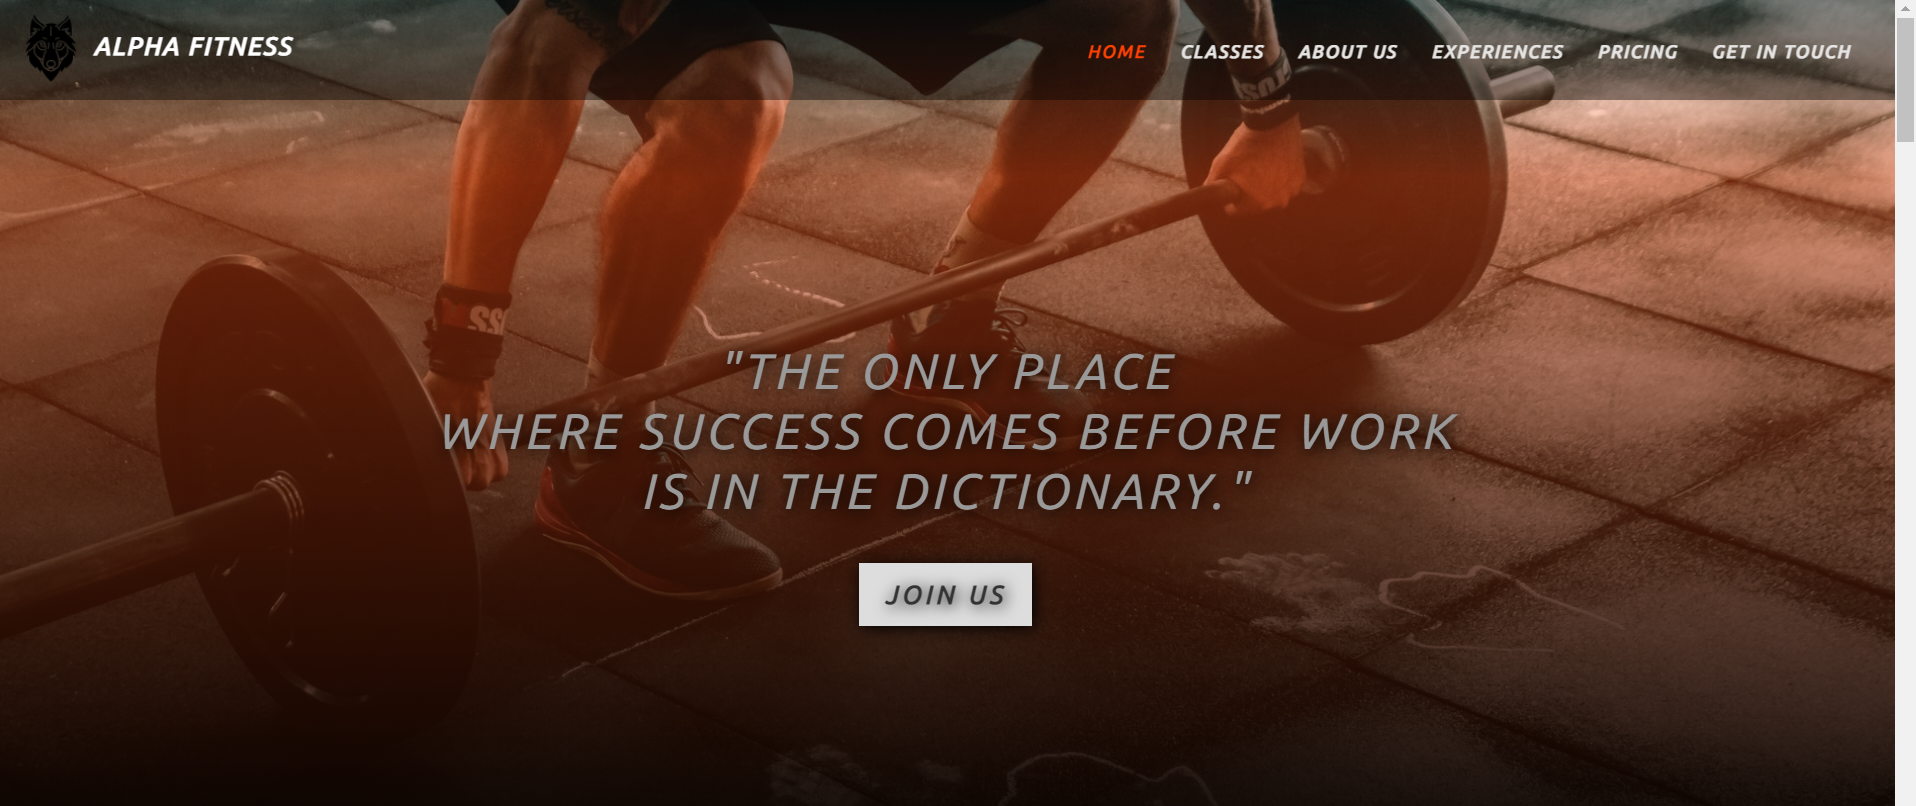 ALPHA FITNESS
HOME CLASSES ABOUT US EXPERIENCES PRICING GET IN TOUCH
"THE ONLY PLACE
WHERE SUCCESS COMES BEFORE WORK
IS IN THE DICTIONARY."
JOIN US